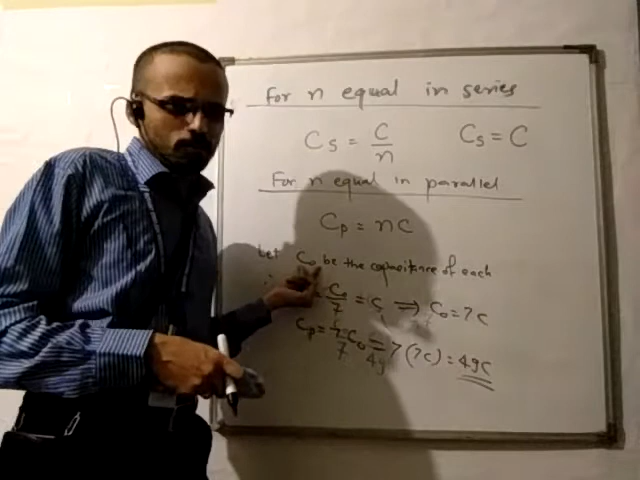 For n equal in series
Cs = C/n Cs = C
For n equal in parallel
Cp = nC
Let C₀ be the capacitance of each
∴ = C₀/7 = C ⟹ C₀ = 7C
Cp = 7C₀ = 7(7C) = 49C